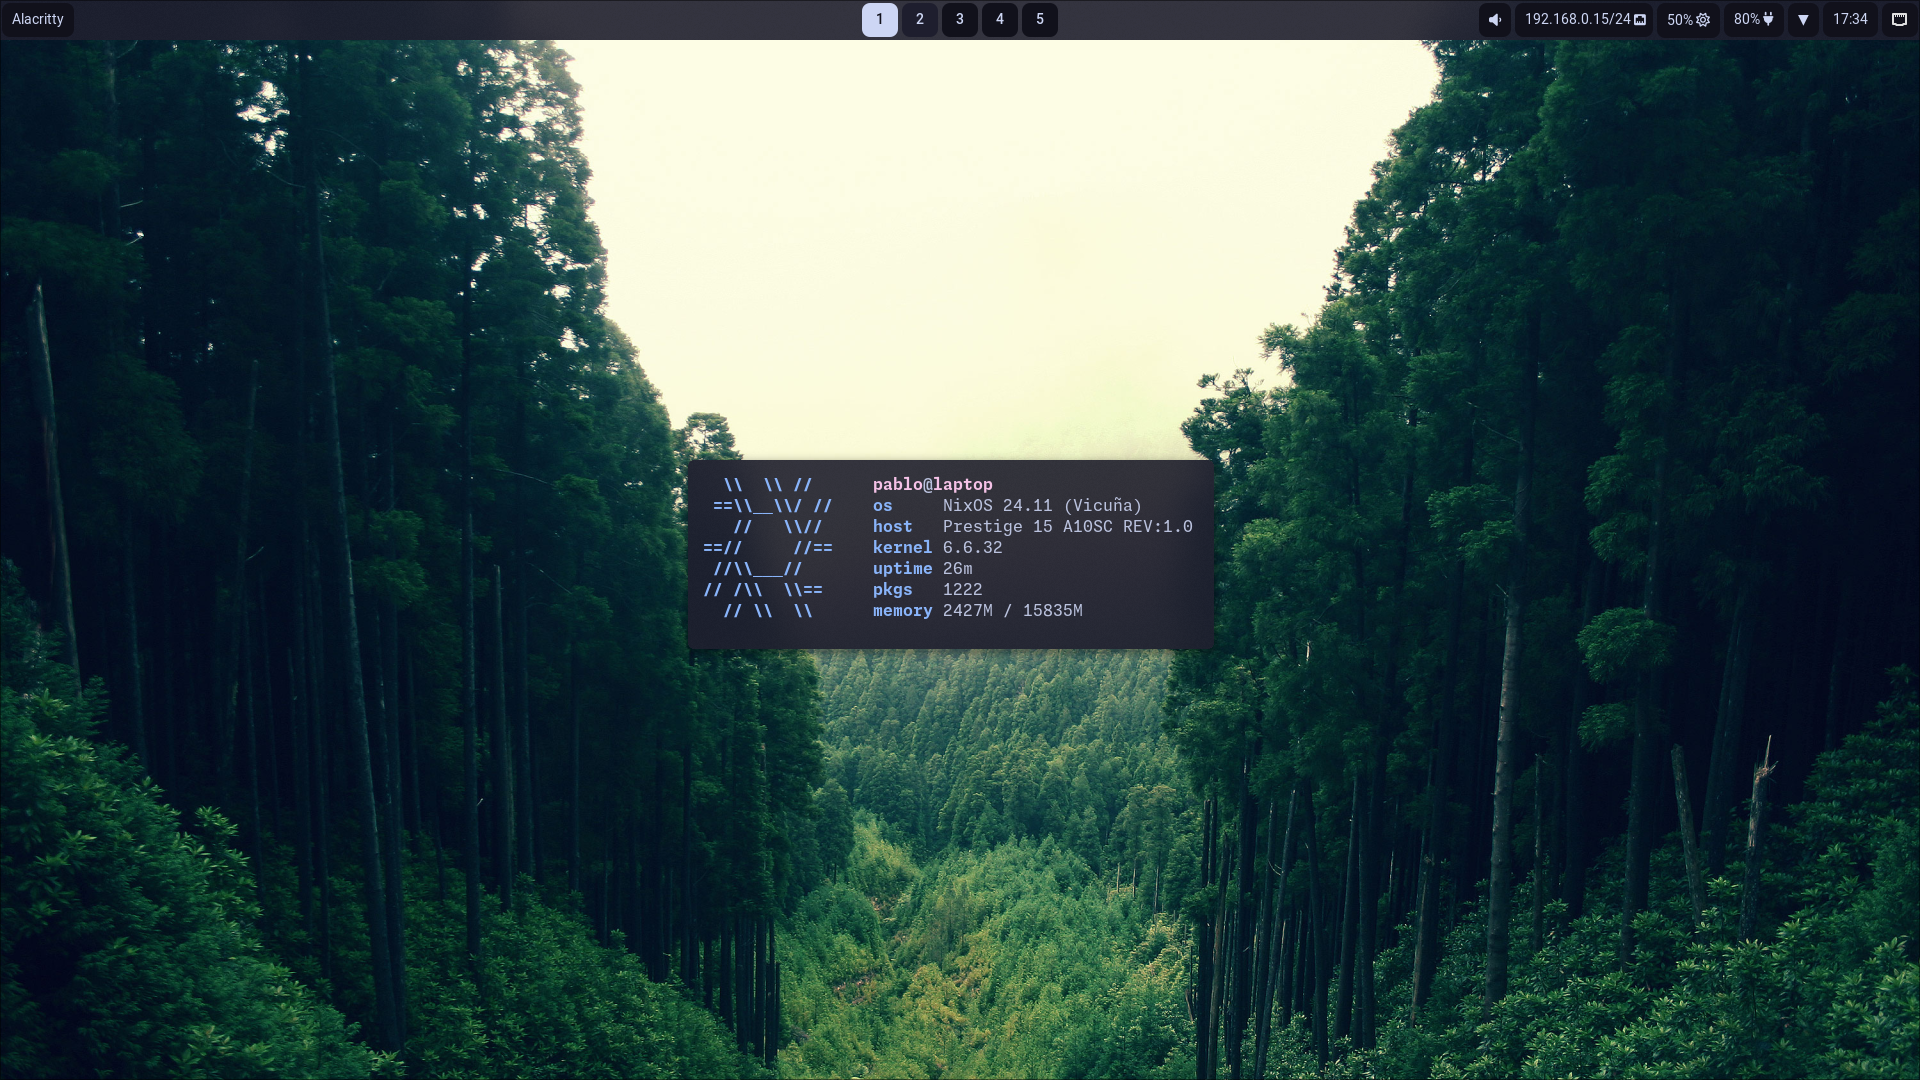 Alacritty
1 2 3 4 5
192.168.0.15/24 50% 80% 17:34
pablo@laptop
os NixOS 24.11 (Vicuña)
host Prestige 15 A10SC REV:1.0
kernel 6.6.32
uptime 26m
pkgs 1222
memory 2427M / 15835M